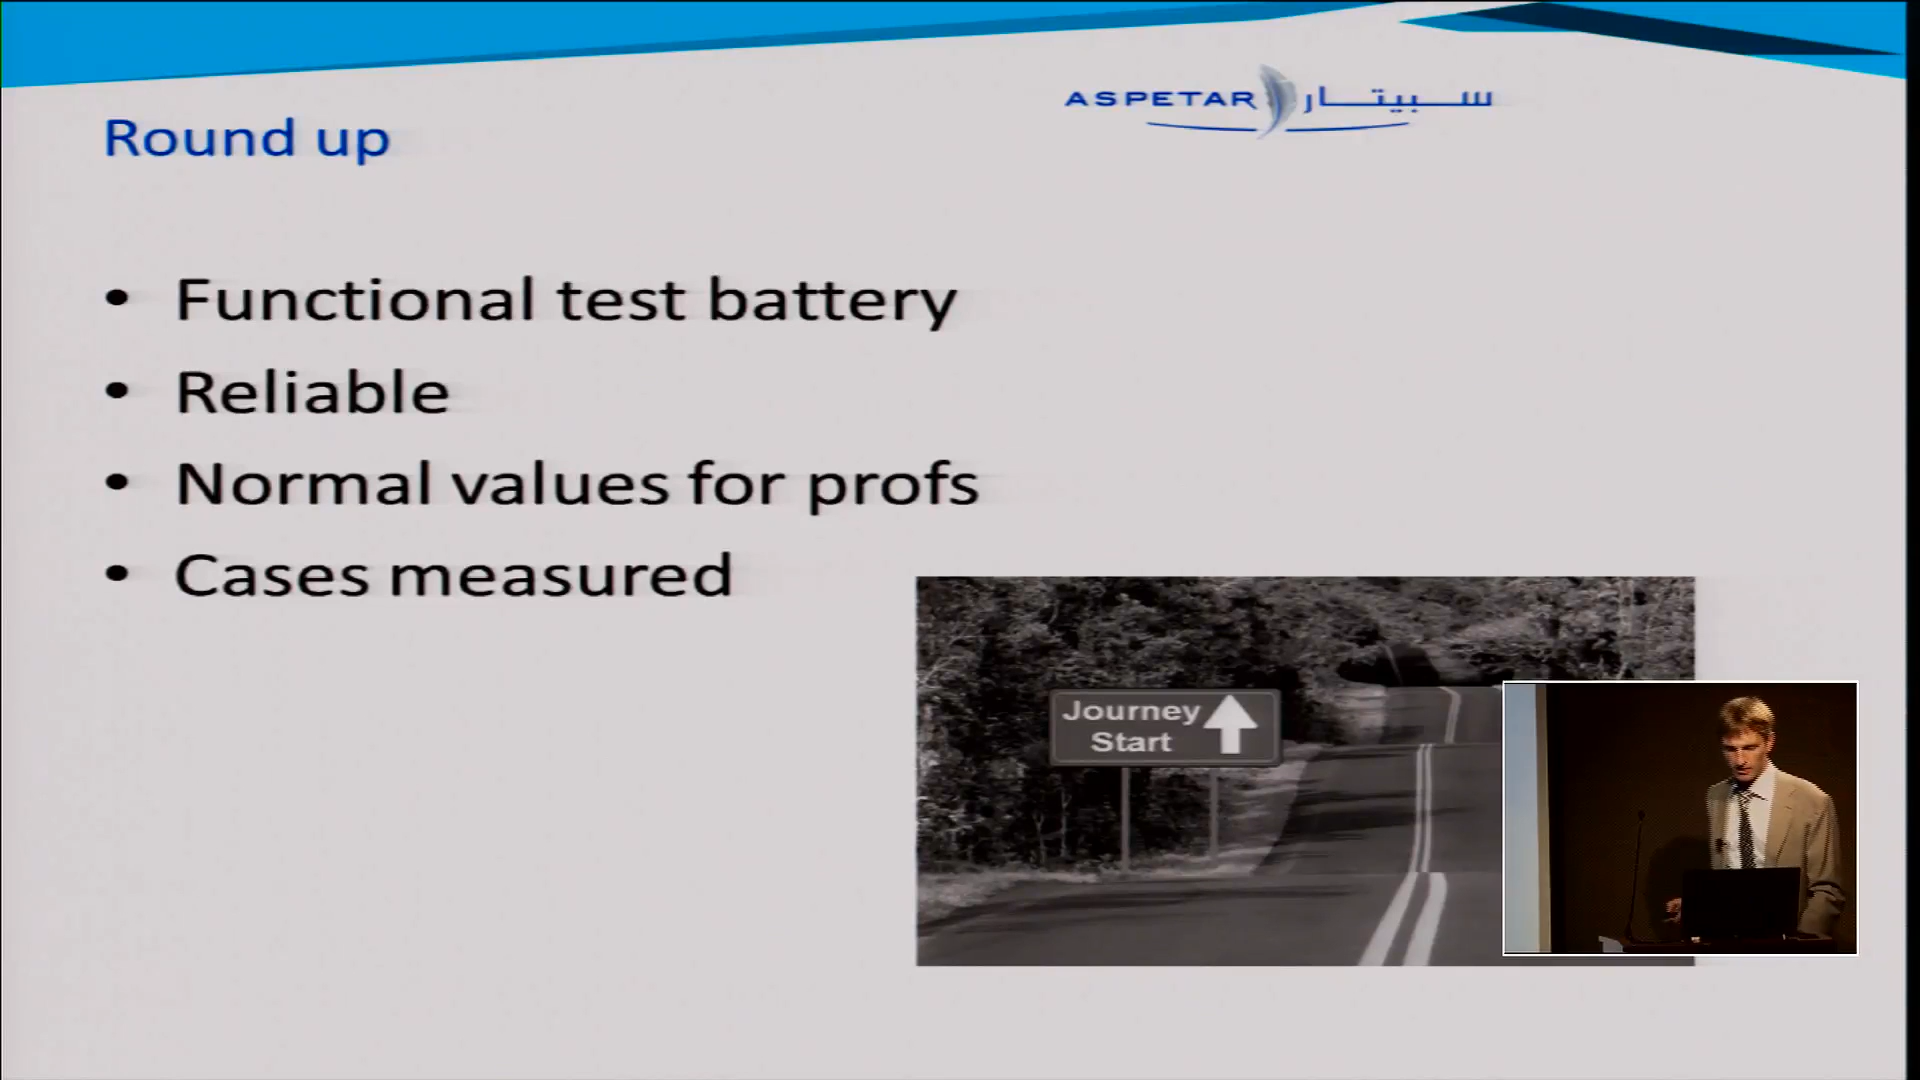 ASPETAR سبيتار
Round up
• Functional test battery
• Reliable
• Normal values for profs
• Cases measured
Journey
Start